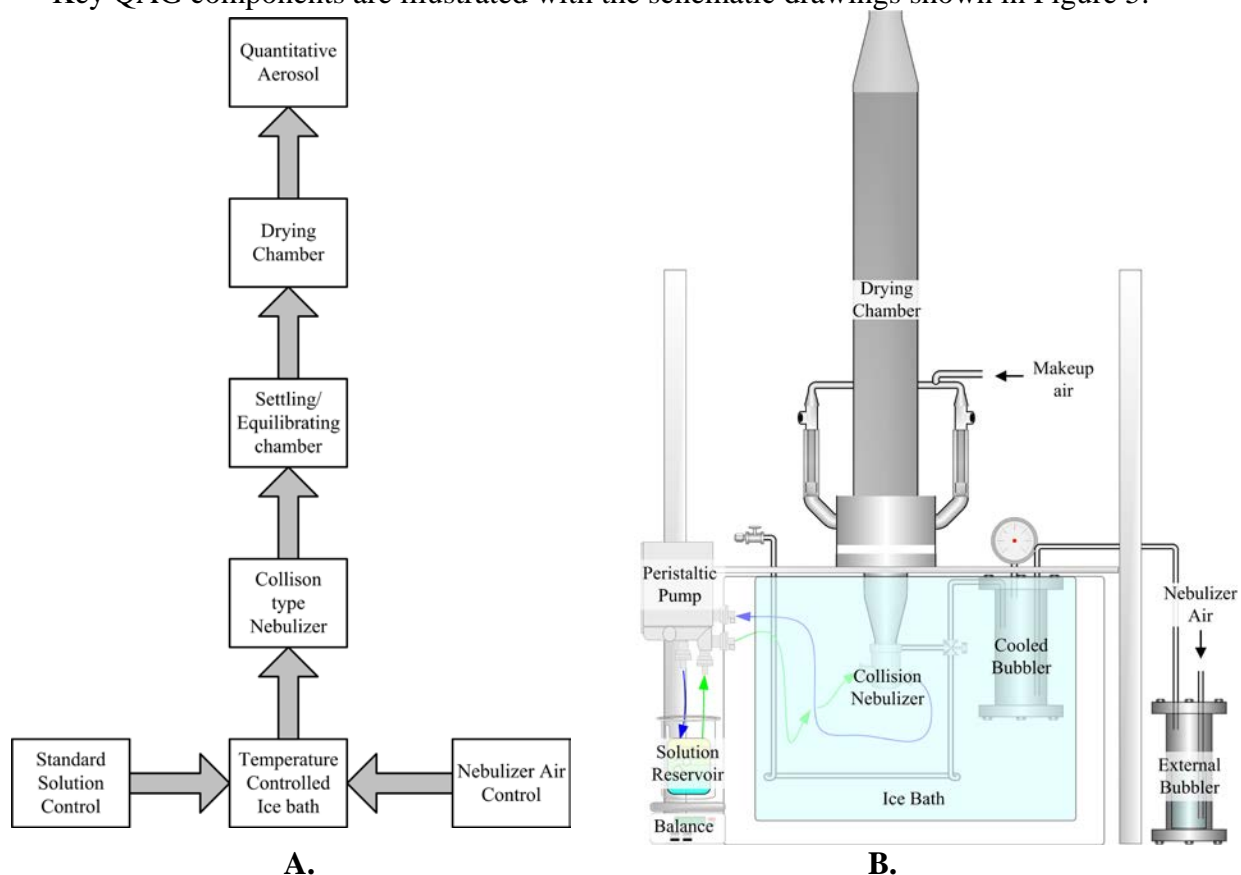 Key QAG components are illustrated with the schematic drawings shown in Figure 3.
Quantitative
Aerosol
Drying
Chamber
Settling/
Equilibrating
chamber
Collison
type
Nebulizer
Standard
Solution
Control
Temperature
Controlled
Ice bath
Nebulizer Air
Control
A.
Drying
Chamber
Makeup
air
Peristaltic
Pump
Nebulizer
Air
Cooled
Bubbler
Collision
Nebulizer
Solution
Reservoir
External
Bubbler
Ice Bath
Balance
B.